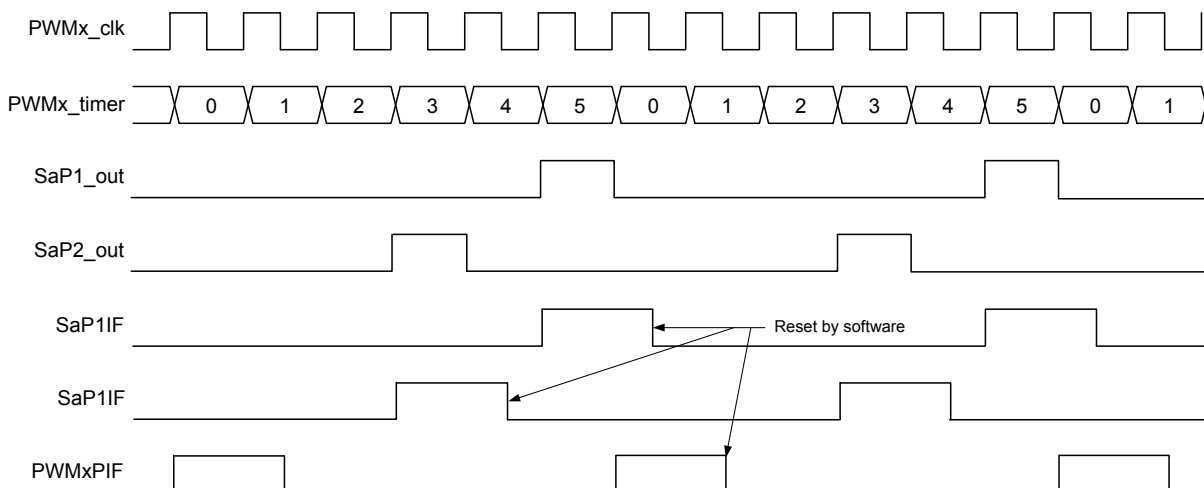 PWMx_clk
PWMx_timer 0 1 2 3 4 5 0 1 2 3 4 5 0 1
SaP1_out
SaP2_out
SaP1IF
Reset by software
SaP1IF
PWMxPIF